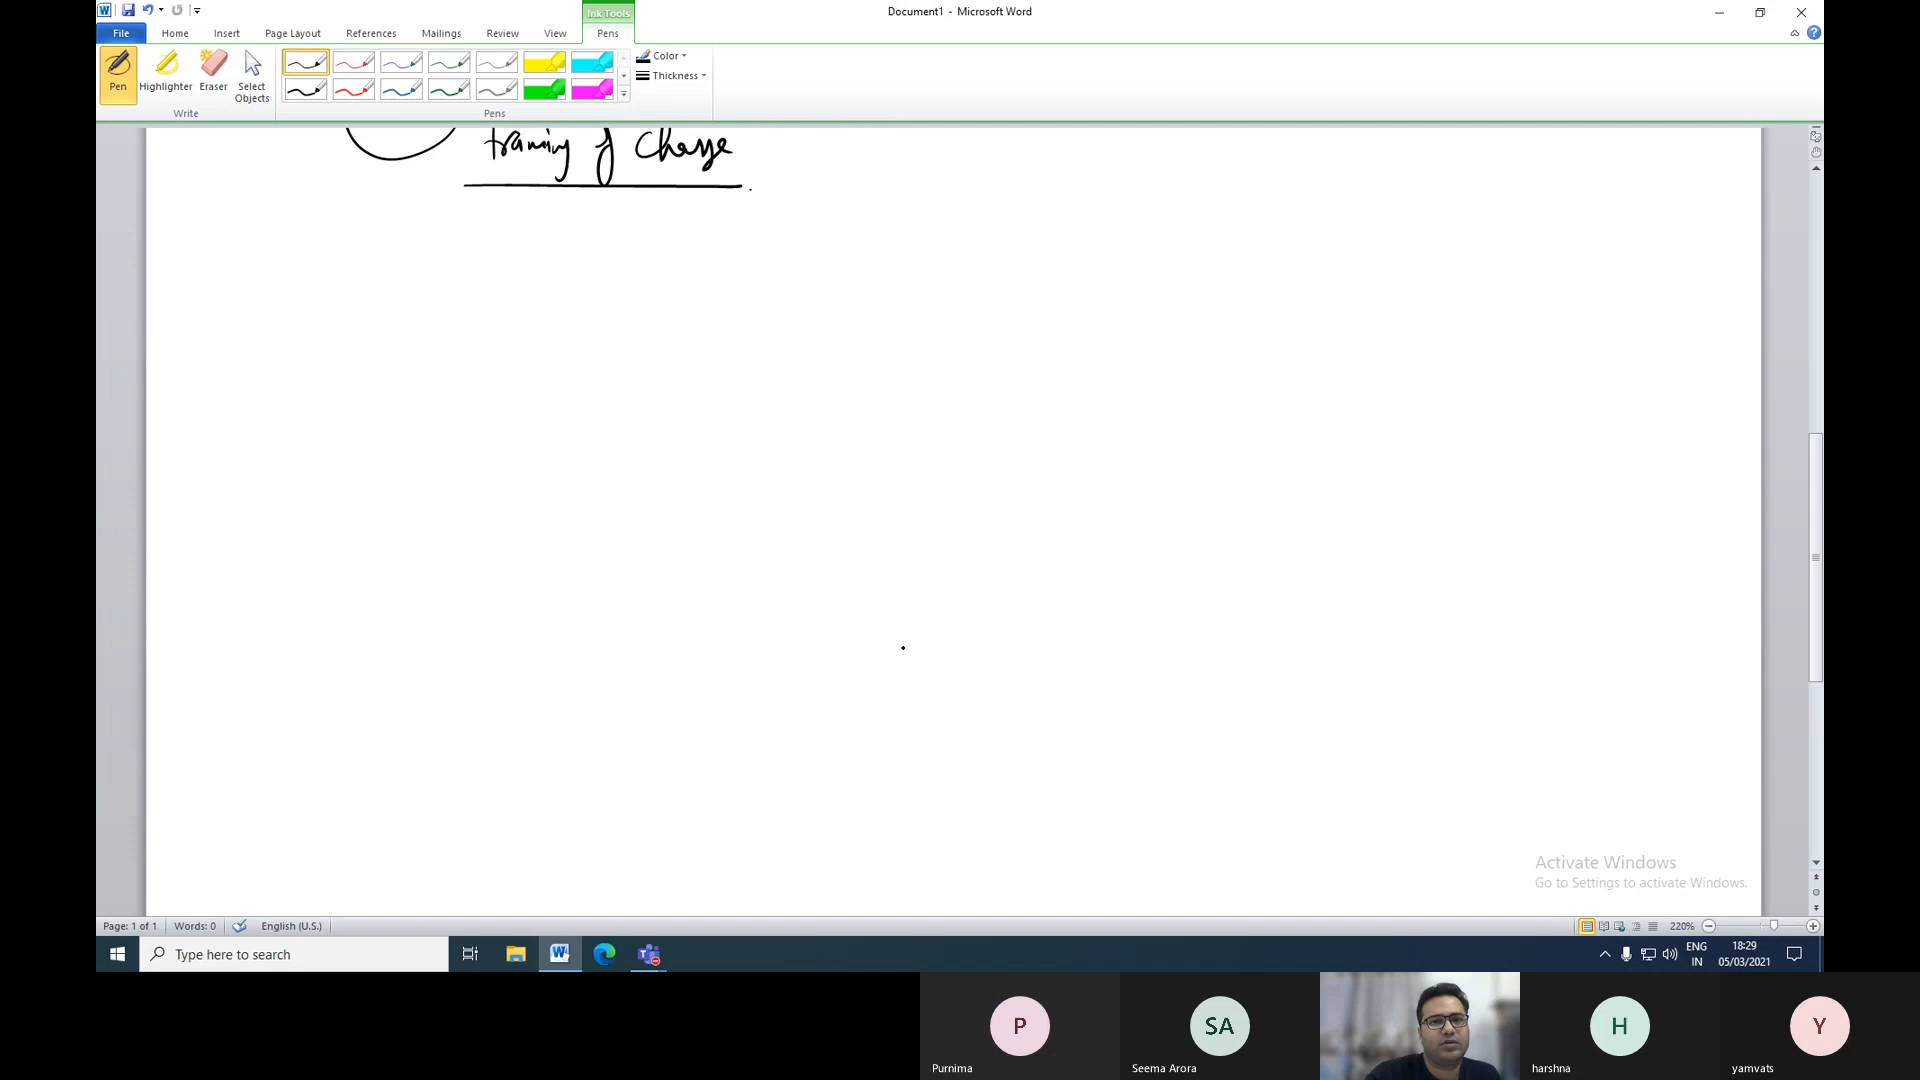 Document1 - Microsoft Word
Ink Tools
File Home Insert Page Layout References Mailings Review View Pens
Pen Highlighter Eraser Select Objects
Color
Thickness
Write
Pens
of Charge
Activate Windows
Go to Settings to activate Windows.
Page: 1 of 1 Words: 0 English (U.S.) 220%
Type here to search
ENG
IN
18:29
05/03/2021
P SA H Y
Purnima Seema Arora harshna yamvats